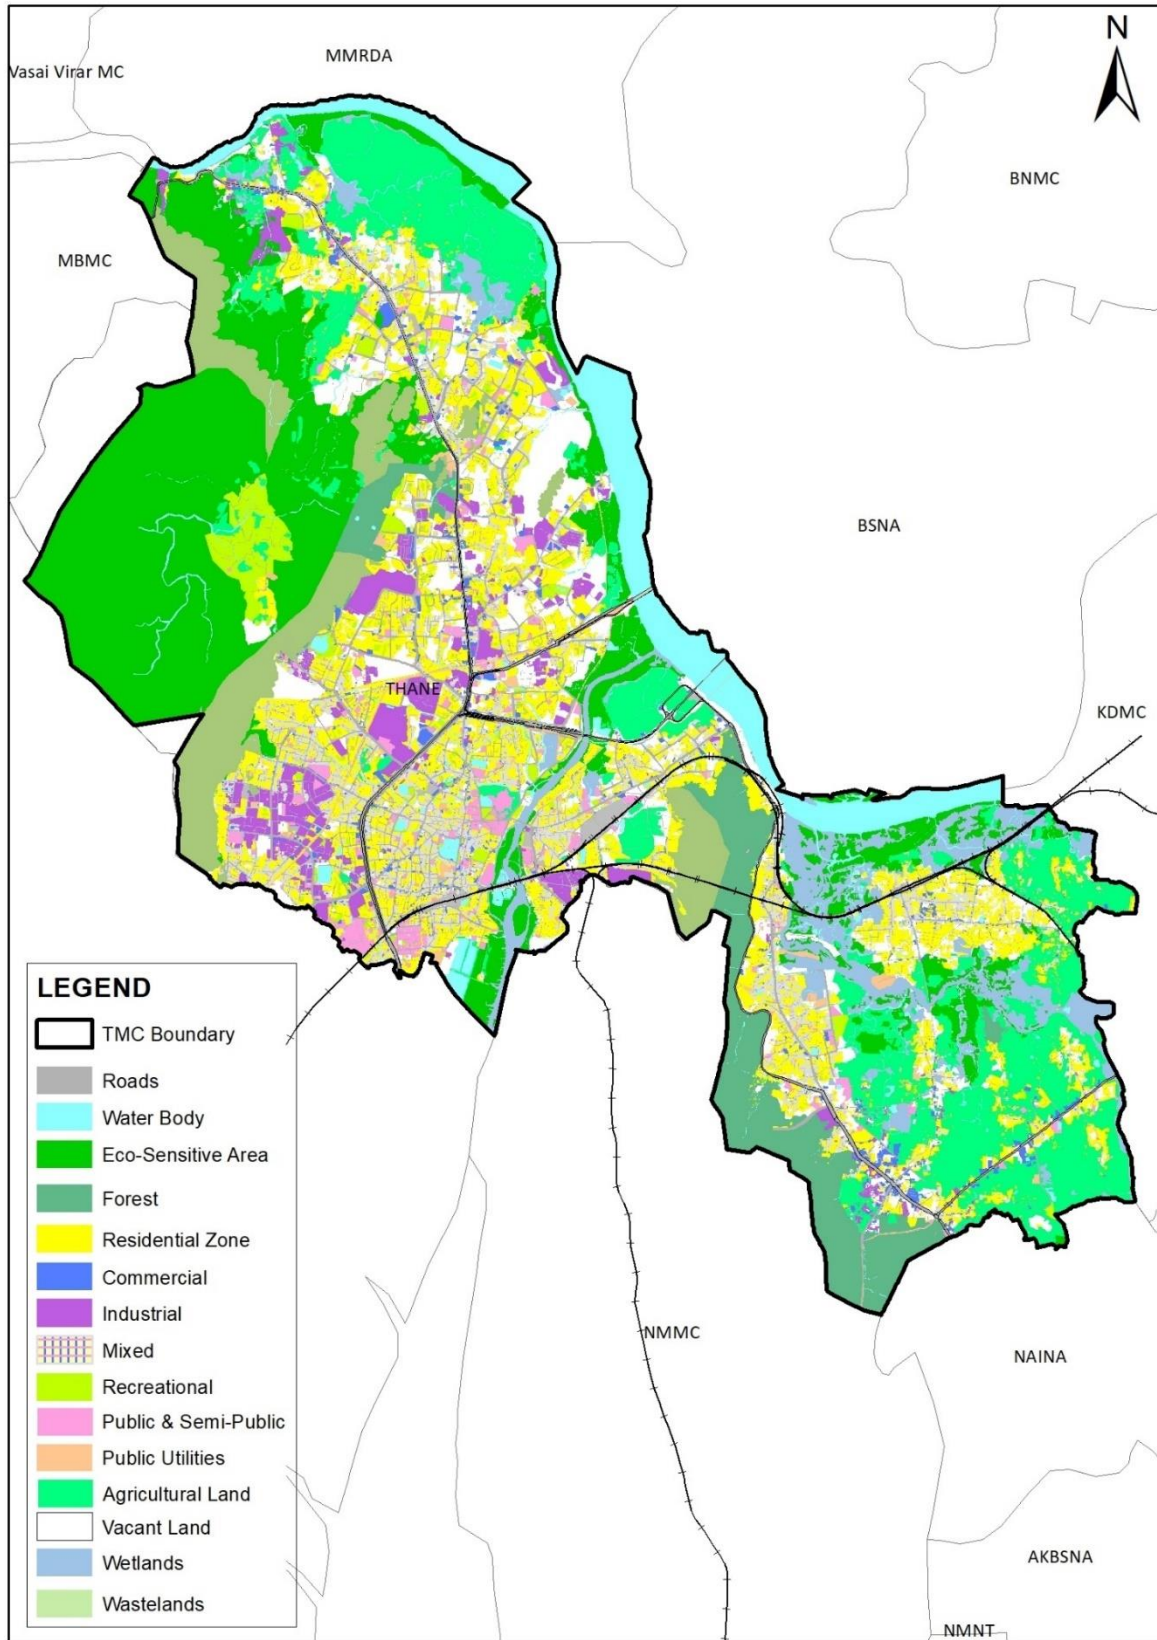 N
MMRDA
Vasai Virar MC
BNMC
MBMC
BSNA
THANE
KDMC
LEGEND
TMC Boundary
Roads
Water Body
Eco-Sensitive Area
Forest
Residential Zone
Commercial
Industrial
Mixed
Recreational
Public & Semi-Public
Public Utilities
Agricultural Land
Vacant Land
Wetlands
Wastelands
NMMC
NAINA
AKBSNA
NMNT